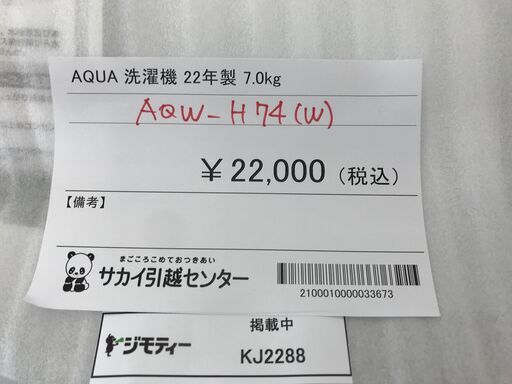 AQUA 洗濯機 22年製 7.0kg
AQW-H74(W)
￥22,000（税込）
【備考】
まごころこめておつきあい
サカイ引越センター
2100010000033673
ジモティー
掲載中
KJ2288